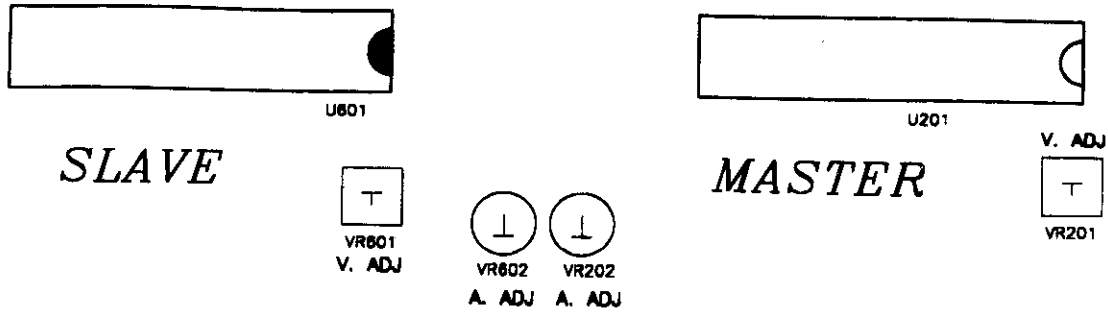 U601
U201
SLAVE
MASTER
V. ADJ
VR601
V. ADJ
VR602
A. ADJ
VR202
A. ADJ
VR201